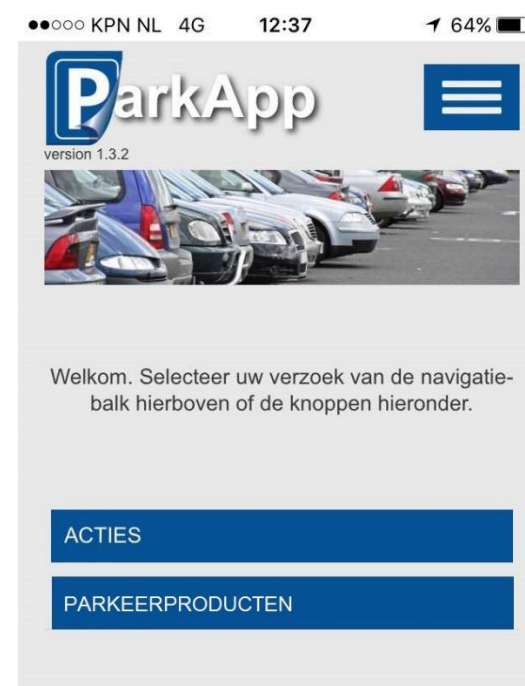 KPN NL 4G 12:37 64%
ParkApp
version 1.3.2
Welkom. Selecteer uw verzoek van de navigatie-
balk hierboven of de knoppen hieronder.
ACTIES
PARKEERPRODUCTEN